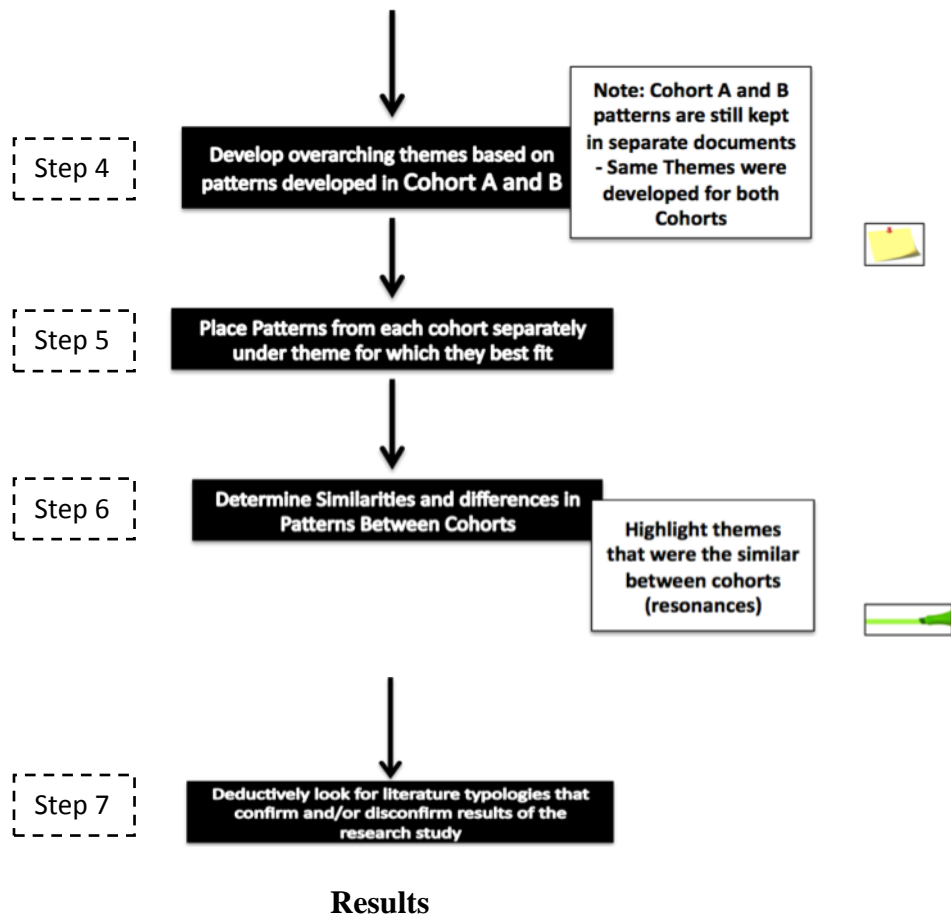 Note: Cohort A and B
patterns are still kept
in separate documents
- Same Themes were
developed for both
Cohorts
Step 4
Develop overarching themes based on
patterns developed in Cohort A and B
Step 5
Place Patterns from each cohort separately
under theme for which they best fit
Step 6
Determine Similarities and differences in
Patterns Between Cohorts
Highlight themes
that were the similar
between cohorts
(resonances)
Step 7
Deductively look for literature typologies that
confirm and/or disconfirm results of the
research study
Results